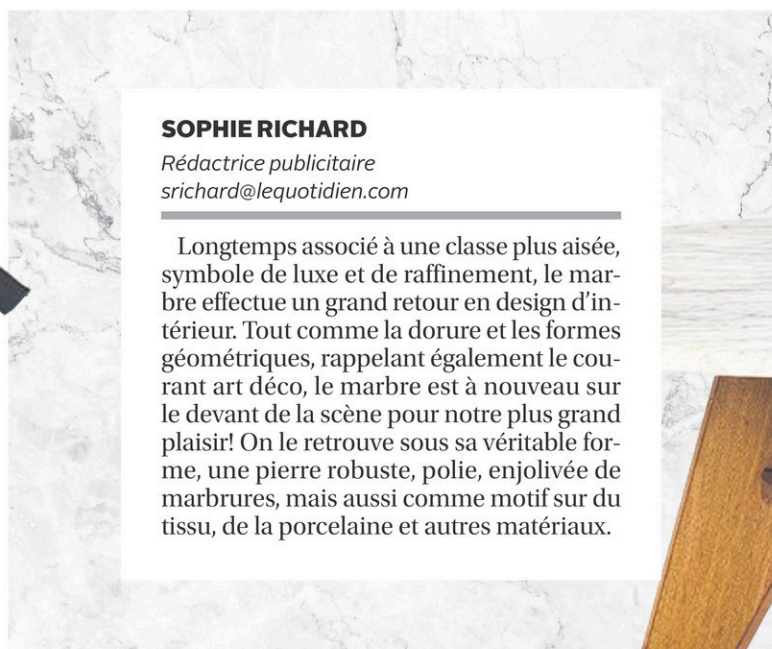 SOPHIE RICHARD
Rédactrice publicitaire
srichard@lequotidien.com
Longtemps associé à une classe plus aisée,
symbole de luxe et de raffinement, le mar-
bre effectue un grand retour en design d’in-
térieur. Tout comme la dorure et les formes
géométriques, rappelant également le cou-
rant art déco, le marbre est à nouveau sur
le devant de la scène pour notre plus grand
plaisir! On le retrouve sous sa véritable for-
me, une pierre robuste, polie, enjolivée de
marbrures, mais aussi comme motif sur du
tissu, de la porcelaine et autres matériaux.